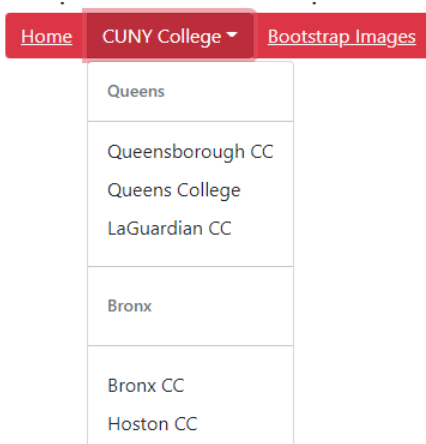 Home CUNY College Bootstrap Images
Queens
Queensborough CC
Queens College
LaGuardian CC
Bronx
Bronx CC
Hoston CC